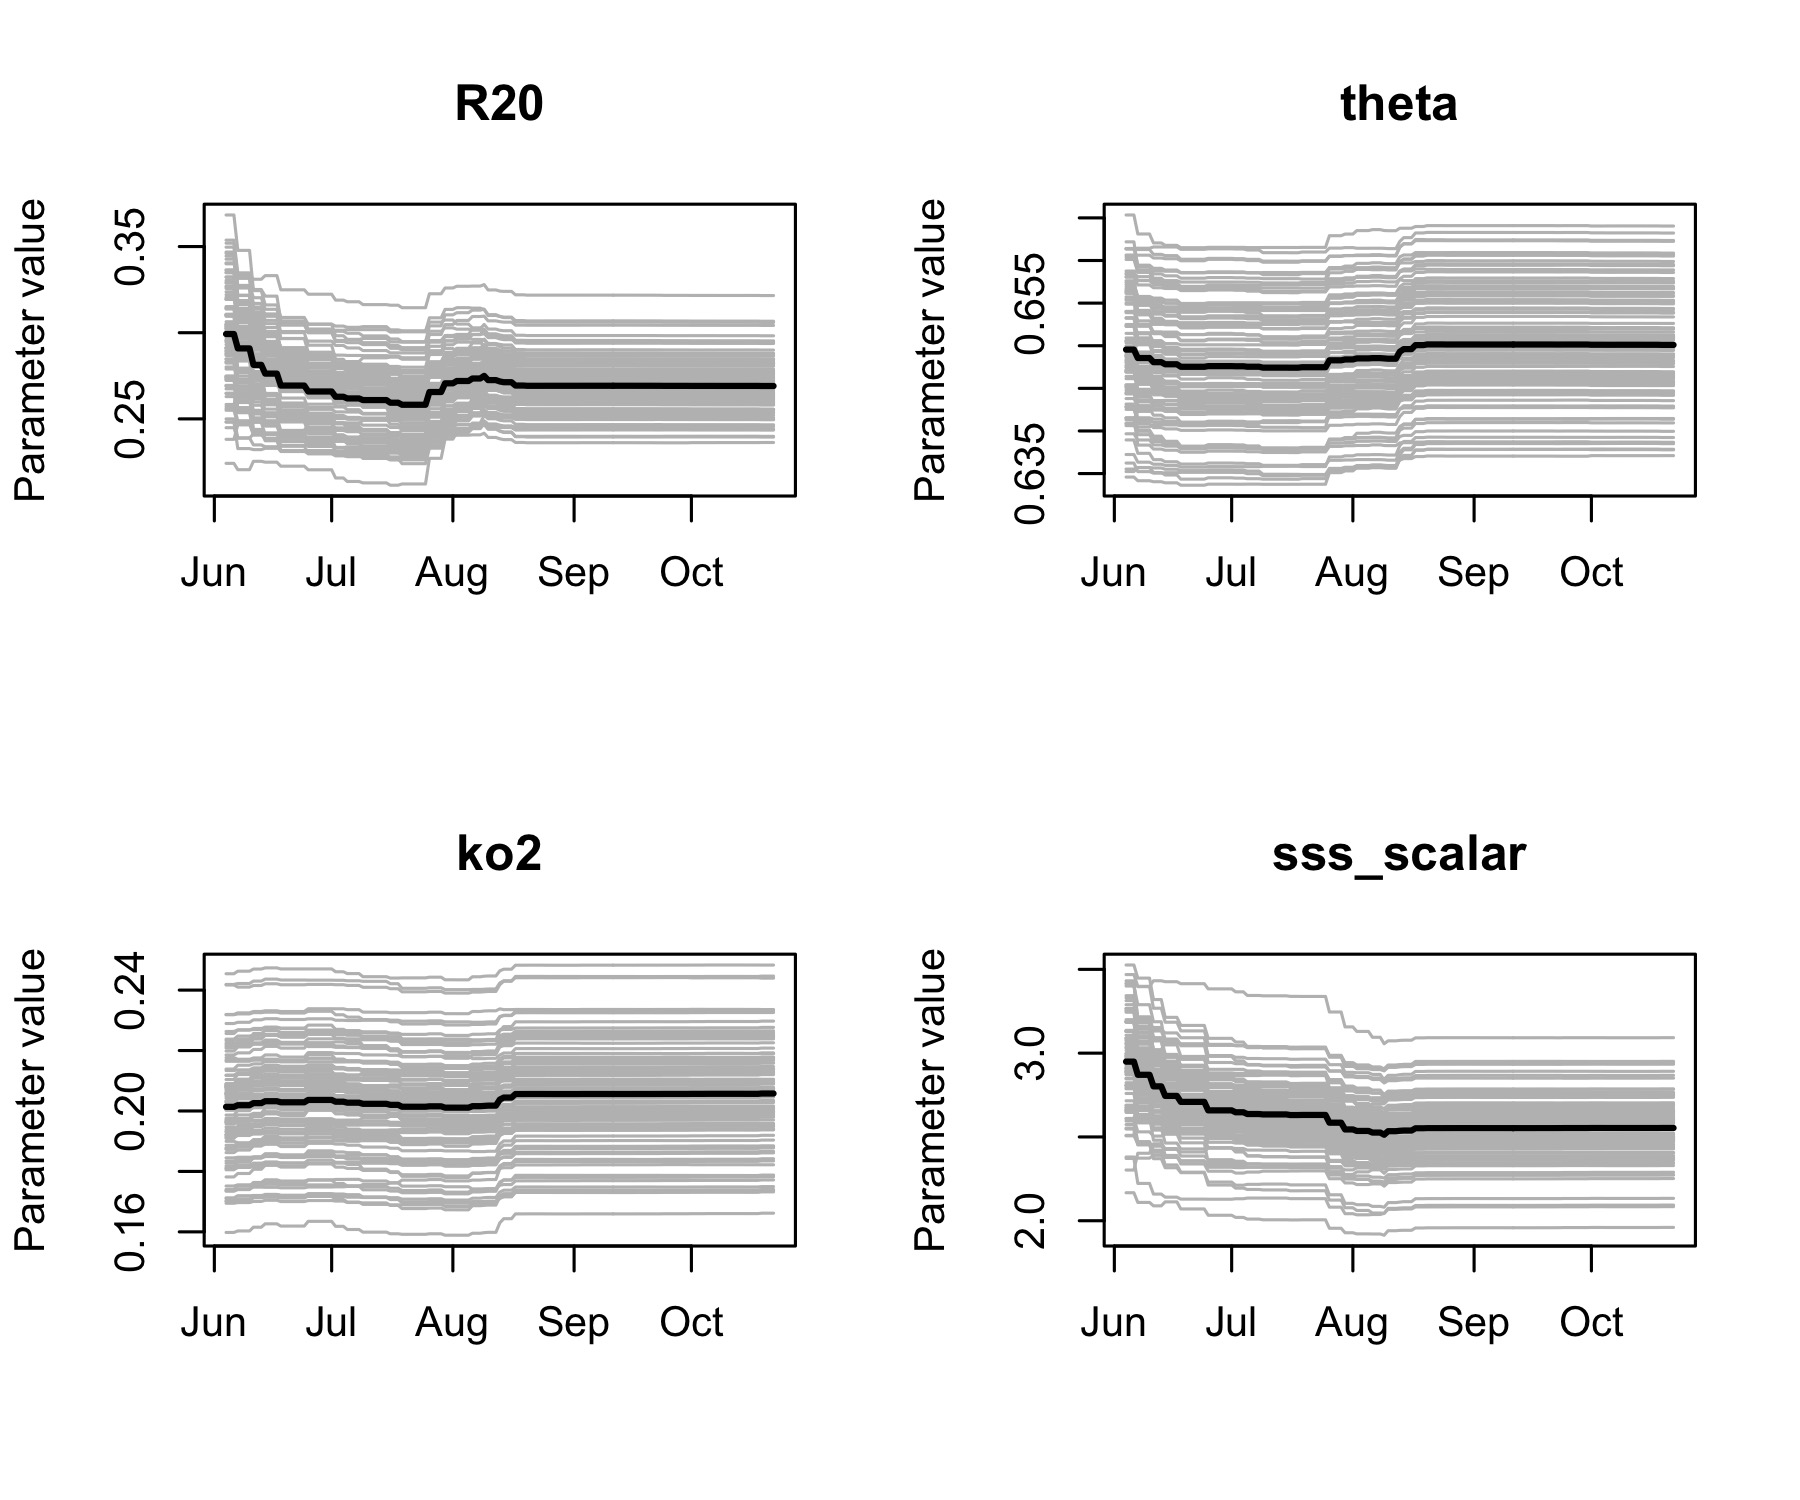 R20
Parameter value
0.35
0.25
Jun Jul Aug Sep Oct
theta
Parameter value
0.655
0.635
Jun Jul Aug Sep Oct
ko2
Parameter value
0.24
0.20
0.16
Jun Jul Aug Sep Oct
sss_scalar
Parameter value
3.0
2.0
Jun Jul Aug Sep Oct